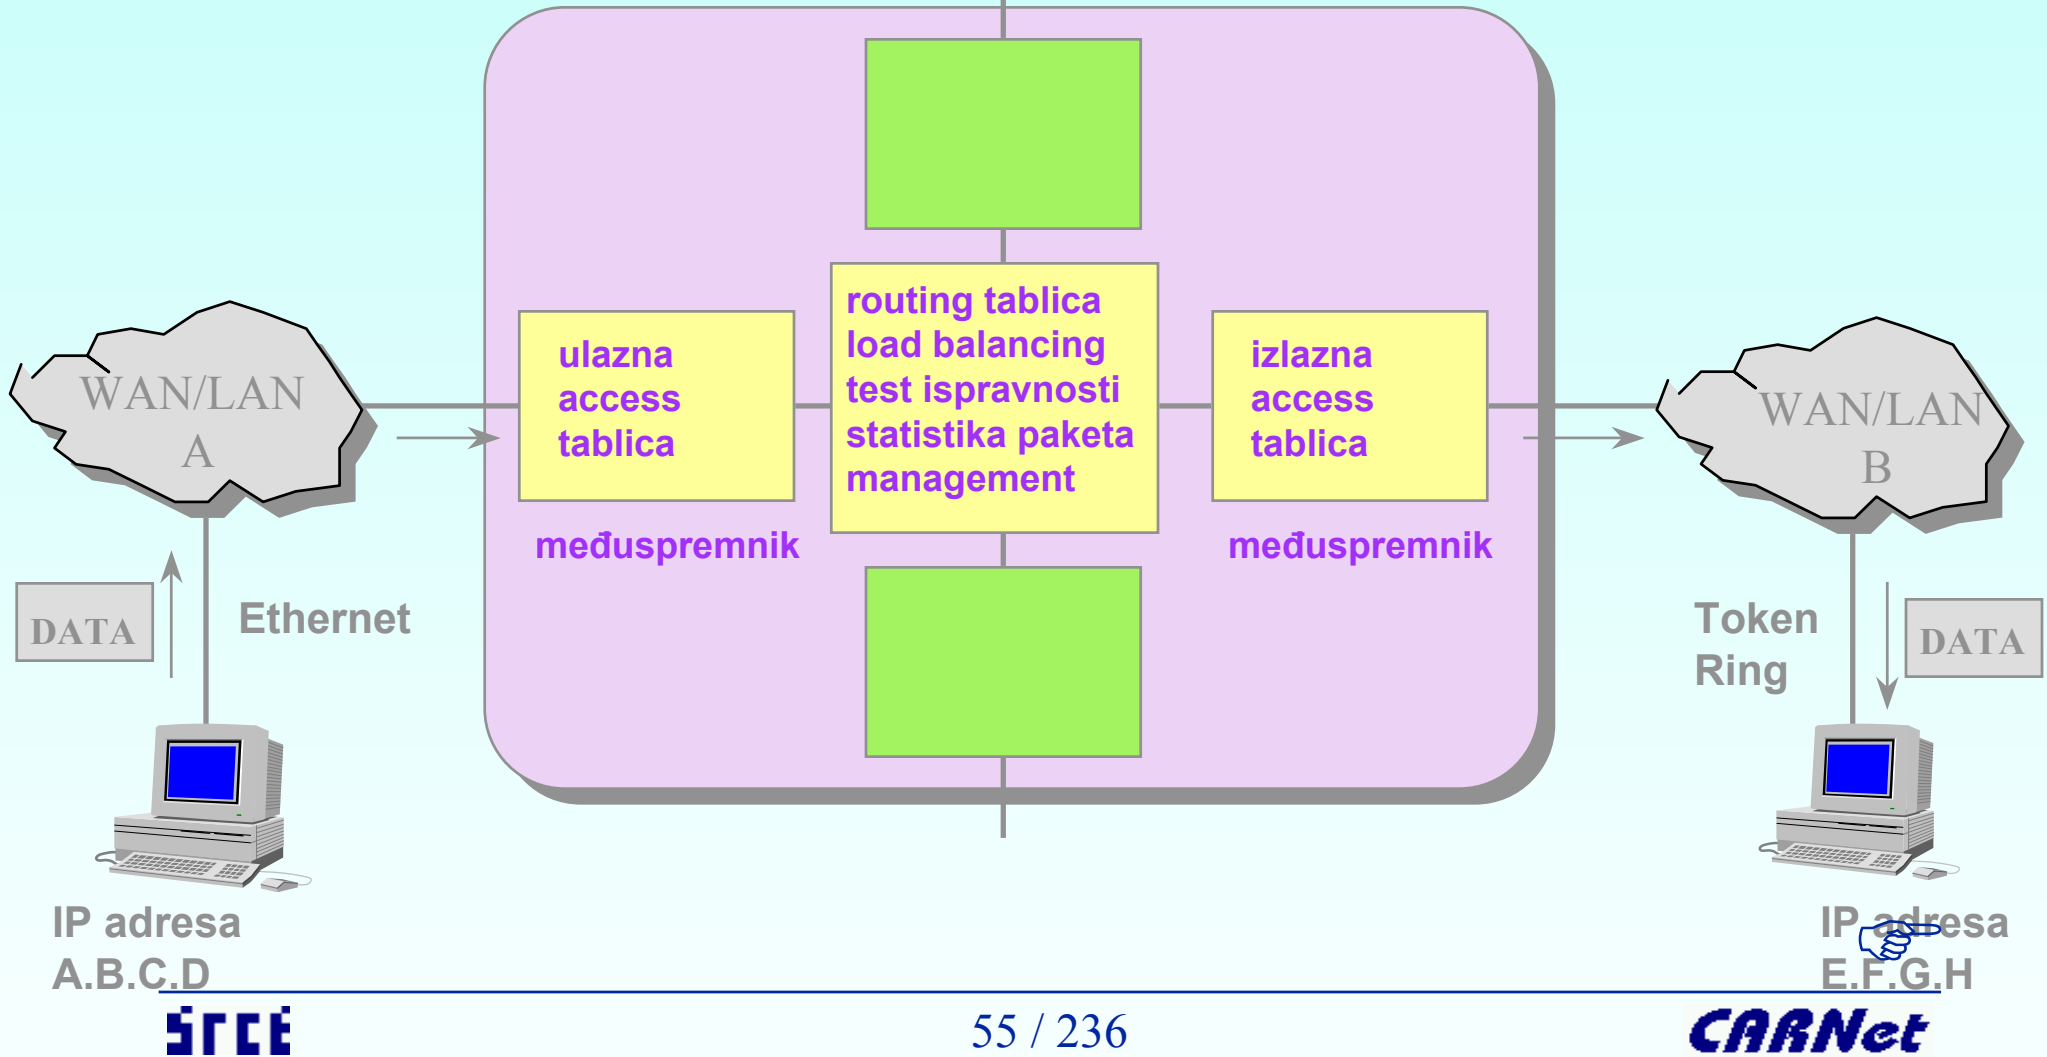 WAN/LAN
A
DATA
Ethernet
IP adresa
A.B.C.D
ulazna
access
tablica
međuspremnik
routing tablica
load balancing
test ispravnosti
statistika paketa
management
izlazna
access
tablica
međuspremnik
WAN/LAN
B
Token
Ring
DATA
IP adresa
E.F.G.H
srce
55 / 236
CARNet